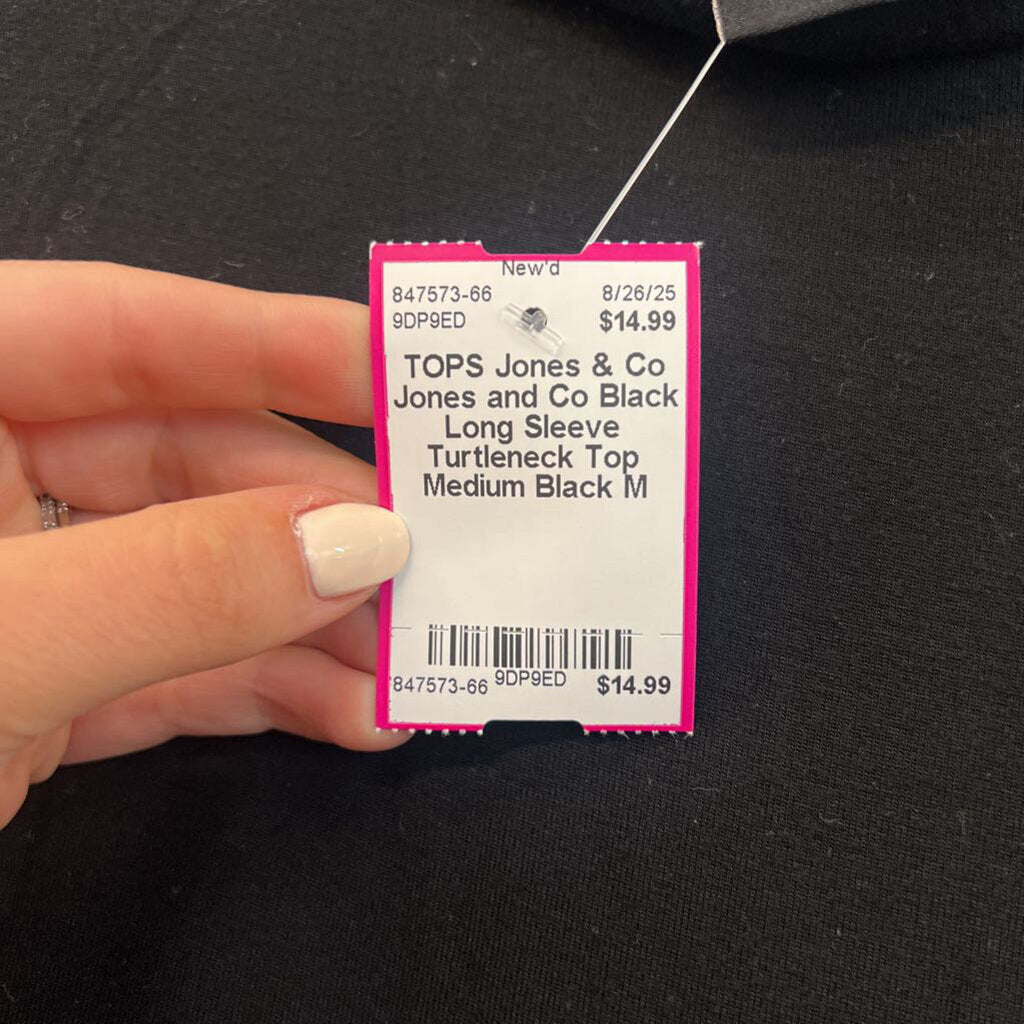 New'd
847573-66 8/26/25
9DP9ED $14.99
TOPS Jones & Co
Jones and Co Black
Long Sleeve
Turtleneck Top
Medium Black M
847573-66 9DP9ED $14.99